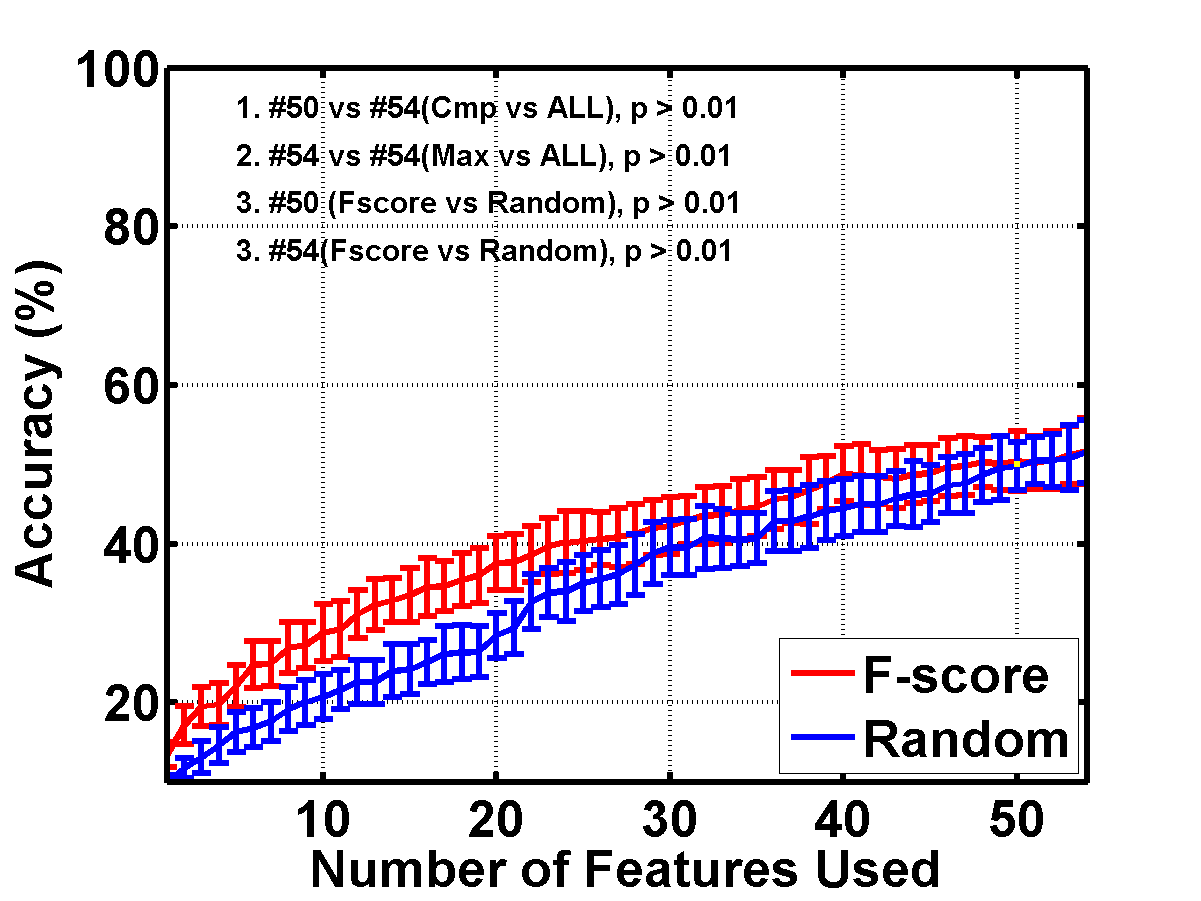 100
1. #50 vs #54(Cmp vs ALL), p > 0.01
2. #54 vs #54(Max vs ALL), p > 0.01
3. #50 (Fscore vs Random), p > 0.01
80
3. #54(Fscore vs Random), p > 0.01
Accuracy (%)
60
40
20
F-score
Random
10 20 30 40 50
Number of Features Used